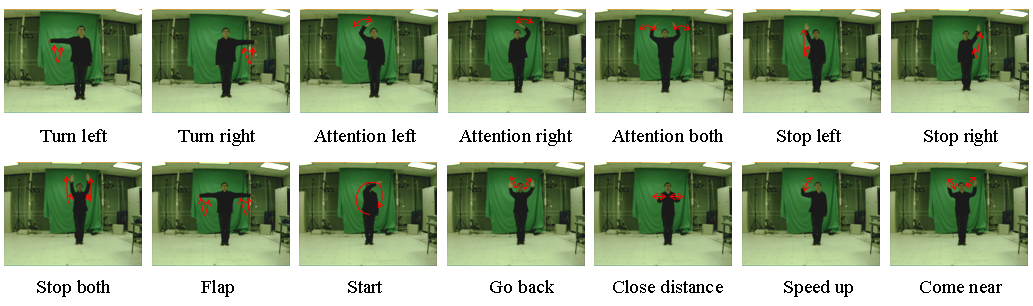 Turn left Turn right Attention left Attention right Attention both Stop left Stop right
Stop both Flap Start Go back Close distance Speed up Come near